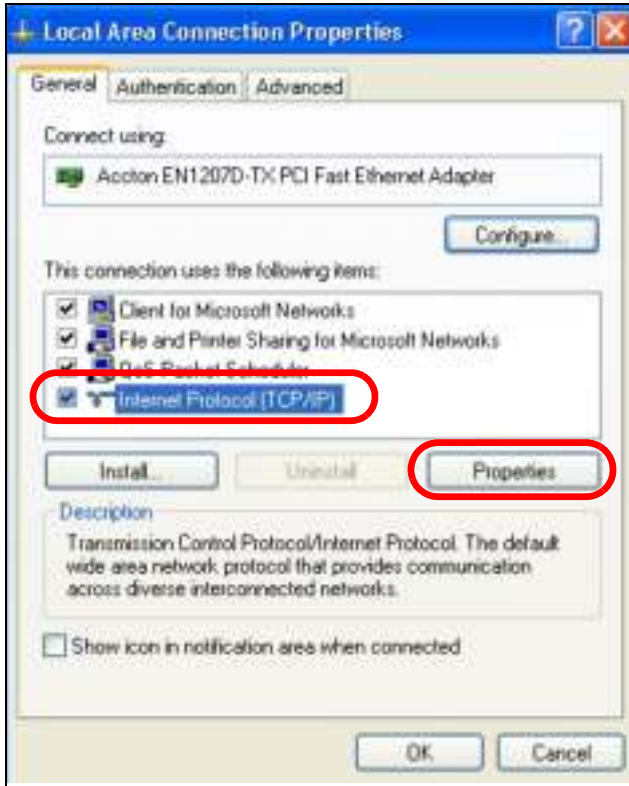 Local Area Connection Properties
General Authentication Advanced
Connect using:
Accton EN1207D-TX PCI Fast Ethernet Adapter
Configure...
This connection uses the following items:
Client for Microsoft Networks
File and Printer Sharing for Microsoft Networks
QoS Packet Scheduler
Internet Protocol (TCP/IP)
Install... Uninstall Properties
Description
Transmission Control Protocol/Internet Protocol. The default
wide area network protocol that provides communication
across diverse interconnected networks.
Show icon in notification area when connected
OK Cancel